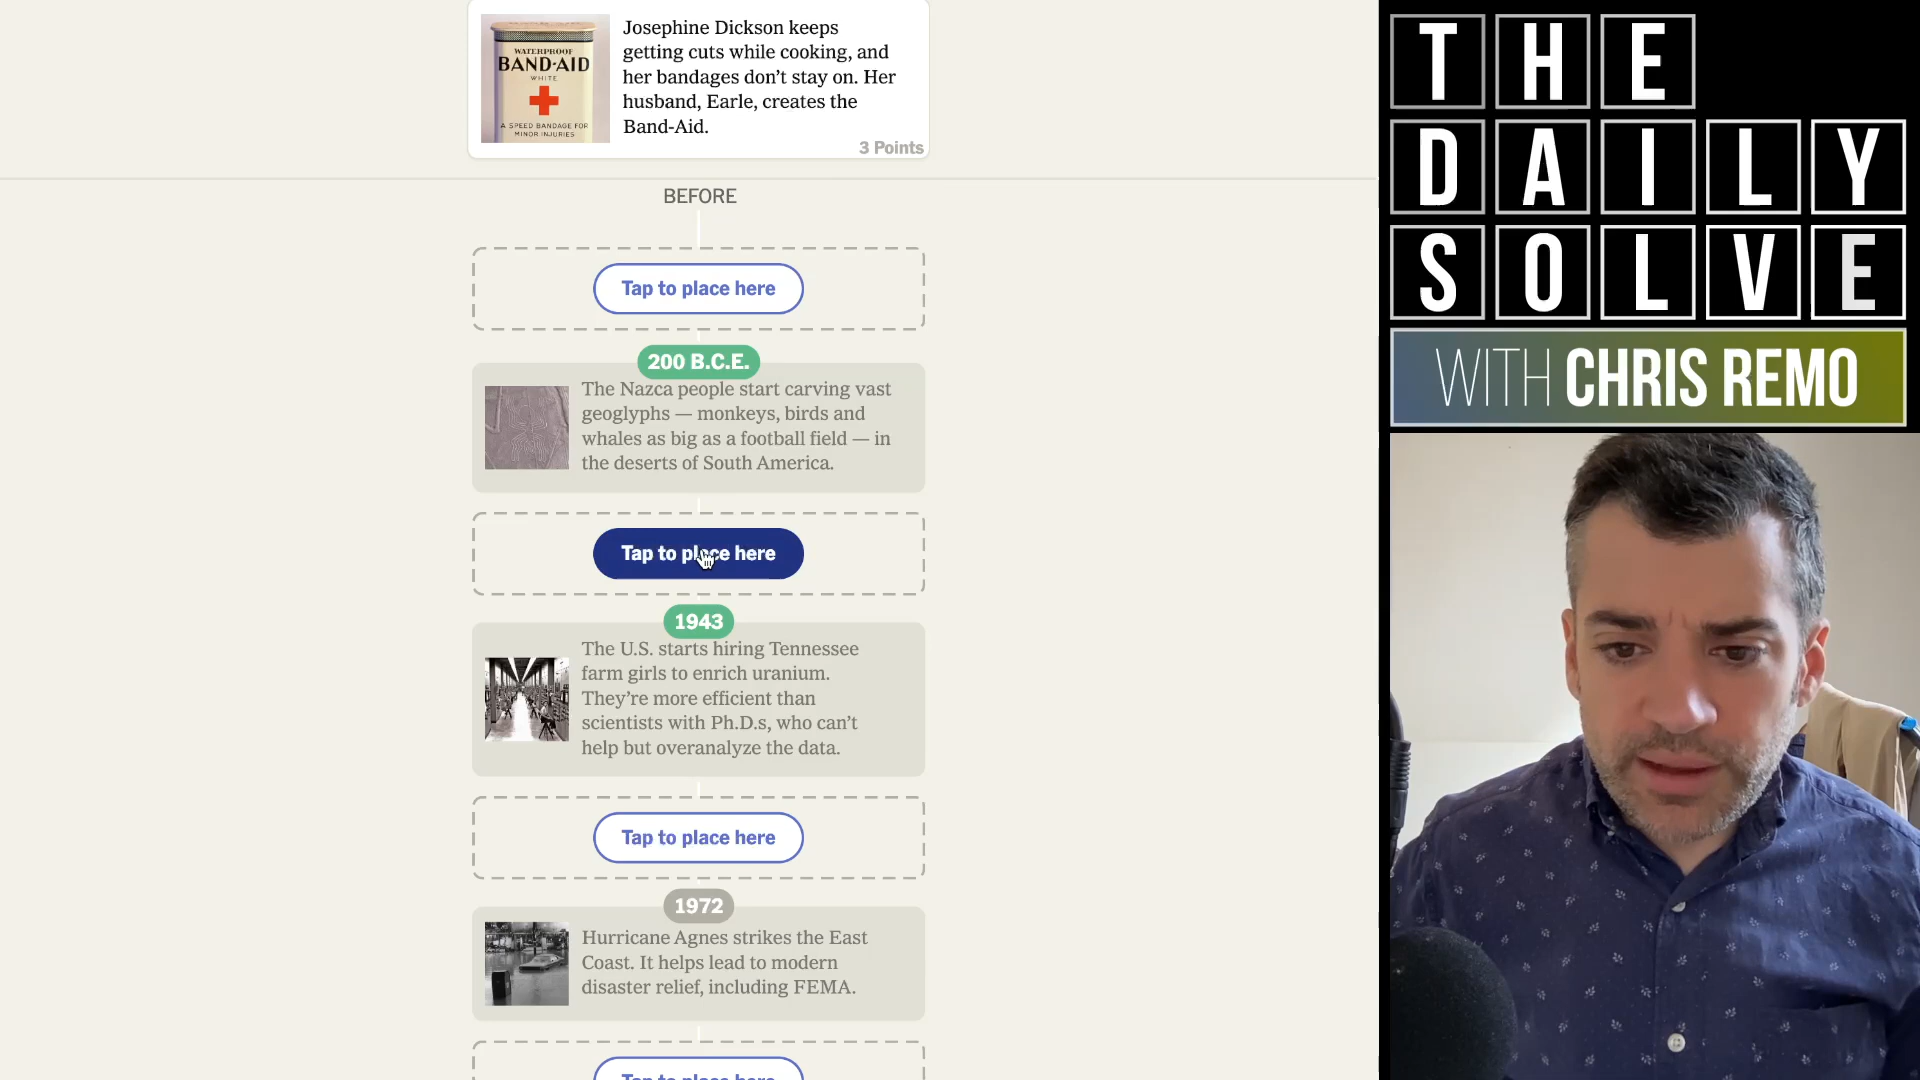 WATERPROOF
BAND-AID
WHITE
A SPEED BANDAGE FOR
MINOR INJURIES
Josephine Dickson keeps
getting cuts while cooking, and
her bandages don’t stay on. Her
husband, Earle, creates the
Band-Aid.
3 Points
BEFORE
Tap to place here
200 B.C.E.
The Nazca people start carving vast
geoglyphs — monkeys, birds and
whales as big as a football field — in
the deserts of South America.
Tap to place here
1943
The U.S. starts hiring Tennessee
farm girls to enrich uranium.
They’re more efficient than
scientists with Ph.D.s, who can’t
help but overanalyze the data.
Tap to place here
1972
Hurricane Agnes strikes the East
Coast. It helps lead to modern
disaster relief, including FEMA.
Tap to place here
THE
DAILY
SOLVE
WITH CHRIS REMO